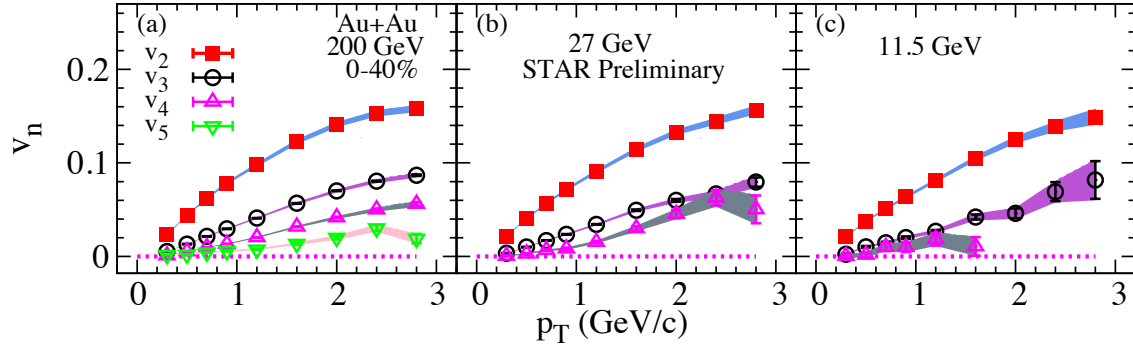 (a)
Au+Au
200 GeV
0-40%
v2
v3
v4
v5
(b)
27 GeV
STAR Preliminary
(c)
11.5 GeV
vn
0.2
0.1
0
0 1 2 3
0 1 2 3
0 1 2 3
pT (GeV/c)